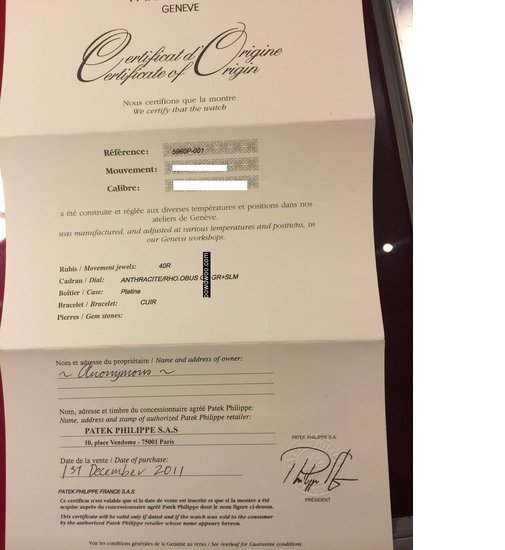 GENEVE
Certificat d'Origine
Certificate of Origin
Nous certifions que la montre
We certify that the watch
Référence: 5960P-001
Mouvement:
Calibre:
a été construite et réglée aux diverses températures et positions dans nos
ateliers de Genève.
was manufactured, and adjusted at various temperatures and positions, in
our Geneva workshops.
Rubis / Movement jewels: 40R
Cadran / Dial: ANTHRACITE/RHO.OBUS GR+SLM
Boîtier / Case: Platine
Bracelet / Bracelet: CUIR
Pierres / Gem stones:
powdwoo.com
Nom et adresse du propriétaire / Name and address of owner:
~ Anonymous ~
Nom, adresse et timbre du concessionnaire agréé Patek Philippe:
Name, address and stamp of authorized Patek Philippe retailer:
PATEK PHILIPPE S.A.S
10, place Vendome - 75001 Paris
Date de la vente / Date of purchase:
1st December 2011
PATEK PHILIPPE S.A.
PRÉSIDENT
PATEK PHILIPPE FRANCE S.A.S
Ce certificat n'est valable que si la date de vente est inscrite et que si la montre a été
acquise auprès du concessionnaire agréé Patek Philippe dont le nom figure ci-dessus.
This certificate will be valid only if dated and if the watch was sold to the consumer
by the authorized Patek Philippe retailer whose name appears hereon.
Voir les conditions générales de la Garantie au verso / See overleaf for Guarantee conditions